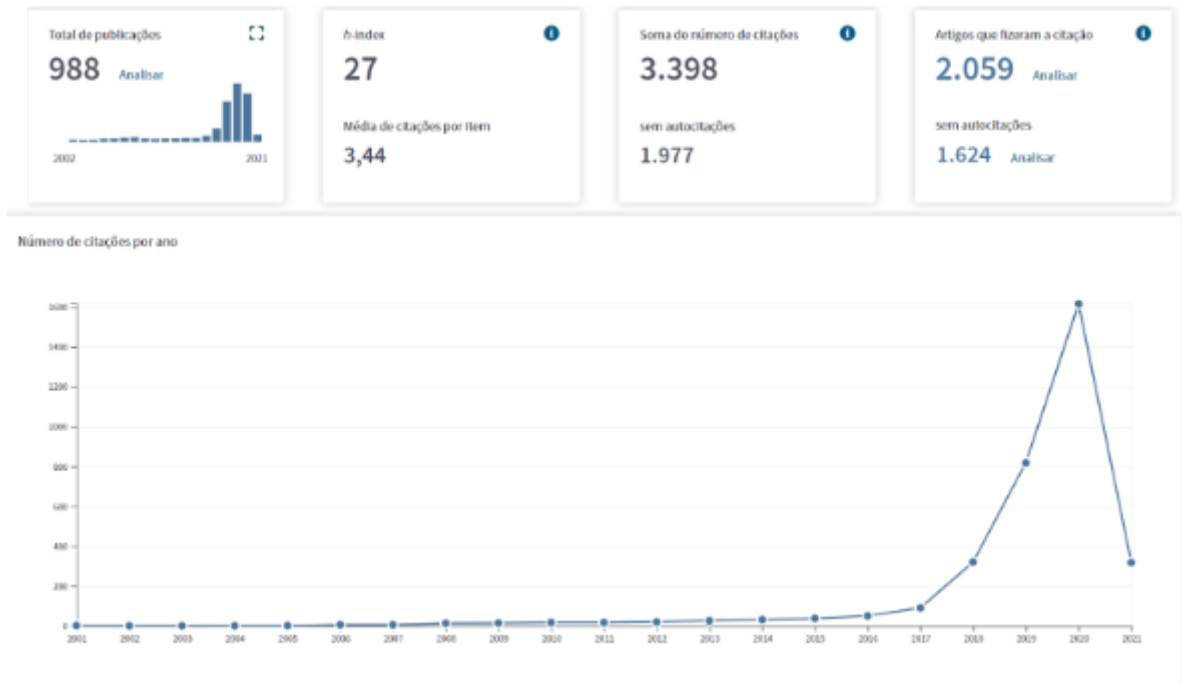 Total de publicações
988 Analisar
2002 2021
h-index
27
Média de citações por item
3,44
Soma do número de citações
3.398
sem autocitações
1.977
Artigos que fizeram a citação
2.059 Analisar
sem autocitações
1.624 Analisar
Número de citações por ano
1600
1400
1200
1000
800
600
400
200
0
2001 2002 2003 2004 2005 2006 2007 2008 2009 2010 2011 2012 2013 2014 2015 2016 2017 2018 2019 2020 2021